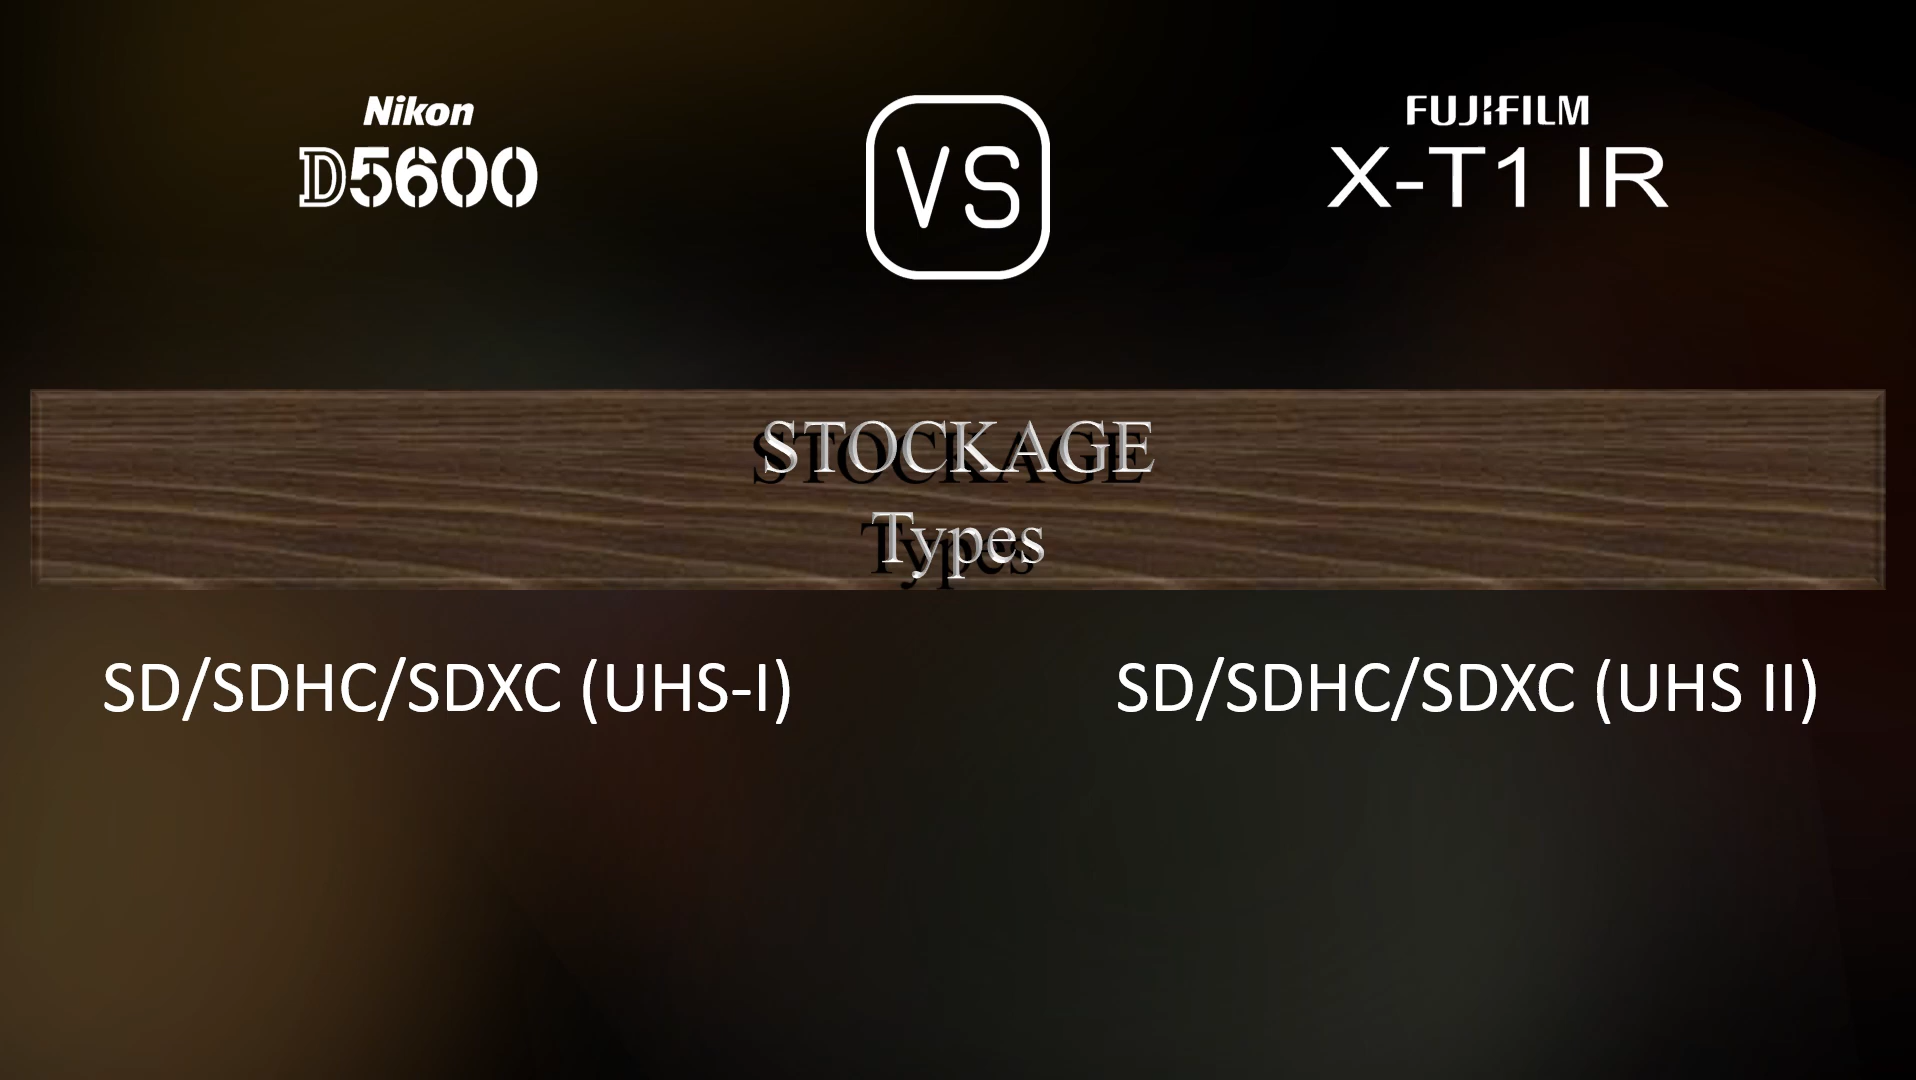 Nikon
D5600
VS
FUJIFILM
X-T1 IR
STOCKAGE
Types
SD/SDHC/SDXC (UHS-I)
SD/SDHC/SDXC (UHS II)